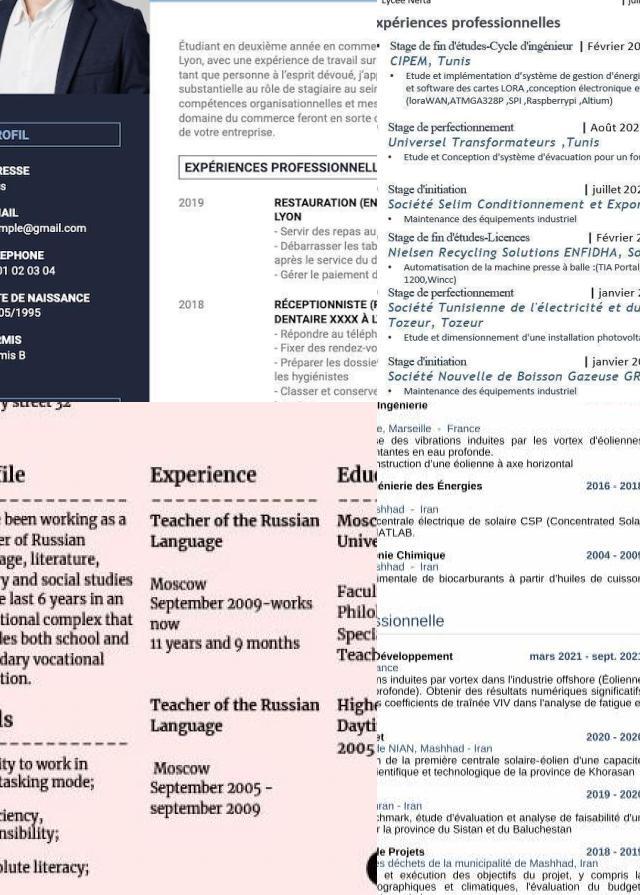 OFIL
RESSE
s
AIL
mple@gmail.com
EPHONE
01 02 03 04
TE DE NAISSANCE
05/1995
RMIS
mis B
Étudiant en deuxième année en comme
Lyon, avec une expérience de travail sur
tant que personne à l'esprit dévoué, j'ap
substantielle au rôle de stagiaire au sei
compétences organisationnelles et mes
domaine du commerce feront en sorte
de votre entreprise.
EXPÉRIENCES PROFESSIONNELL
2019
RESTAURATION (EN
LYON
- Servir des repas au
- Débarrasser les tab
après le service du d
- Gérer le paiement d
2018
RÉCEPTIONNISTE (
DENTAIRE XXXX À L
- Répondre au téléph
- Fixer des rendez-vo
- Préparer les dossie
les hygiénistes
- Classer et conserve
Lycée Nefta
xpériences professionnelles
Stage de fin d'études-Cycle d'ingénieur | Février 20
CIPEM, Tunis
• Etude et implémentation d'système de gestion d'énergi
et software des cartes LORA ,conception électronique e
(loraWAN,ATMGA328P ,SPI ,Raspberrypi ,Altium)
Stage de perfectionnement | Août 202
Universel Transformateurs ,Tunis
• Etude et Conception d'système d'évacuation pour un fo
Stage d'initiation | juillet 202
Société Selim Conditionnement et Expor
• Maintenance des équipements industriel
Stage de fin d'études-Licences | Février 2
Nielsen Recycling Solutions ENFIDHA, So
• Automatisation de la machine presse à balle :(TIA Portal
1200,Wincc)
Stage de perfectionnement | janvier 2
Société Tunisienne de l'électricité et du
Tozeur, Tozeur
• Etude et dimensionnement d'une installation photovolta
Stage d'initiation | janvier 20
Société Nouvelle de Boisson Gazeuse GR
• Maintenance des équipements industriel
y street 32
file
been working as a
er of Russian
age, literature,
ry and social studies
e last 6 years in an
tional complex that
des both school and
dary vocational
tion.
ls
ity to work in
tasking mode;
ciency,
nsibility;
olute literacy;
Experience
Teacher of the Russian
Language
Moscow
September 2009-works
now
11 years and 9 months
Teacher of the Russian
Language
Moscow
September 2005 -
september 2009
Edu
Mosc
Unive
Facul
Philo
Speci
Teach
Highe
Dayti
2005
Ingénierie
e, Marseille - France
se des vibrations induites par les vortex d'éoliennes
ntantes en eau profonde.
nstruction d'une éolienne à axe horizontal
énierie des Énergies 2016 - 2018
shhad - Iran
centrale électrique de solaire CSP (Concentrated Sola
ATLAB.
nie Chimique 2004 - 2009
shhad - Iran
imentale de biocarburants à partir d'huiles de cuisson
ssionnelle
Développement mars 2021 - sept. 2021
ance
ns induites par vortex dans l'industrie offshore (Éolienne
profonde). Obtenir des résultats numériques significatifs
s coefficients de traînée VIV dans l'analyse de fatigue e
et 2020 - 2020
de NIAN, Mashhad - Iran
n de la première centrale solaire-éolien d'une capacité
ientifique et technologique de la province de Khorasan
2019 - 2020
uran - Iran
chmark, étude d'évaluation et analyse de faisabilité d'un
r la province du Sistan et du Baluchestan
de Projets 2018 - 2019
es déchets de la municipalité de Mashhad, Iran
et exécution des objectifs du projet, y compris la
ographiques et climatiques, l'évaluation du budge